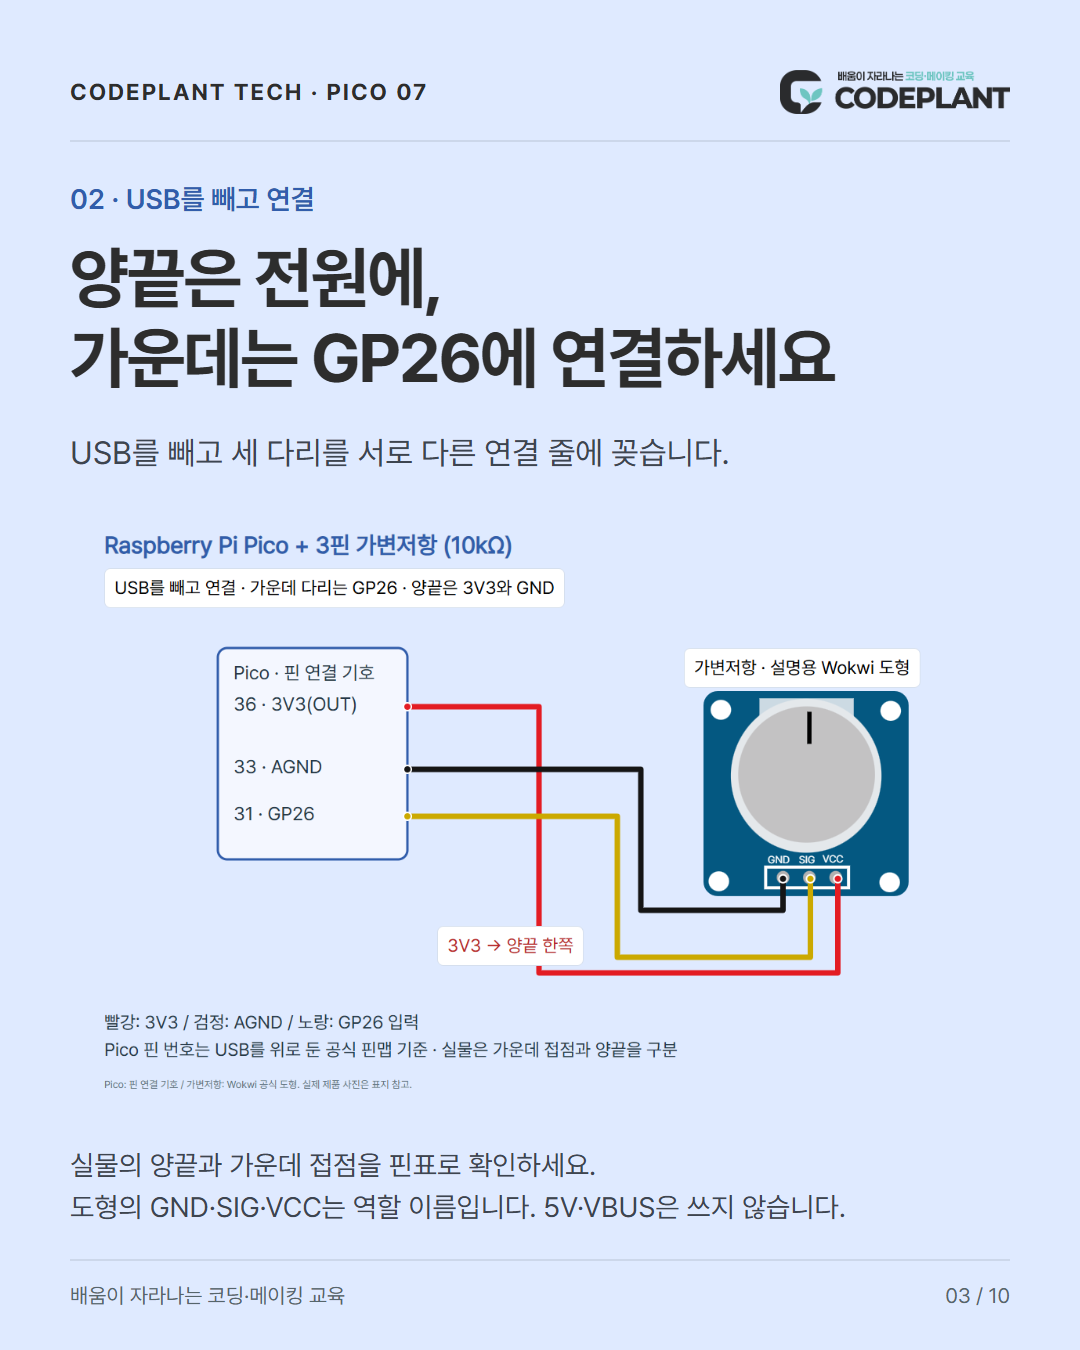 CODEPLANT TECH · PICO 07
배움이 자라나는 코딩·메이킹 교육
CODEPLANT
02 · USB를 빼고 연결
양끝은 전원에,
가운데는 GP26에 연결하세요
USB를 빼고 세 다리를 서로 다른 연결 줄에 꽂습니다.
Raspberry Pi Pico + 3핀 가변저항 (10kΩ)
USB를 빼고 연결 · 가운데 다리는 GP26 · 양끝은 3V3와 GND
Pico · 핀 연결 기호
36 · 3V3(OUT)
33 · AGND
31 · GP26
가변저항 · 설명용 Wokwi 도형
GND SIG VCC
3V3 → 양끝 한쪽
빨강: 3V3 / 검정: AGND / 노랑: GP26 입력
Pico 핀 번호는 USB를 위로 둔 공식 핀맵 기준 · 실물은 가운데 접점과 양끝을 구분
Pico: 핀 연결 기호 / 가변저항: Wokwi 공식 도형. 실제 제품 사진은 표지 참고.
실물의 양끝과 가운데 접점을 핀표로 확인하세요.
도형의 GND·SIG·VCC는 역할 이름입니다. 5V·VBUS은 쓰지 않습니다.
배움이 자라나는 코딩·메이킹 교육
03 / 10